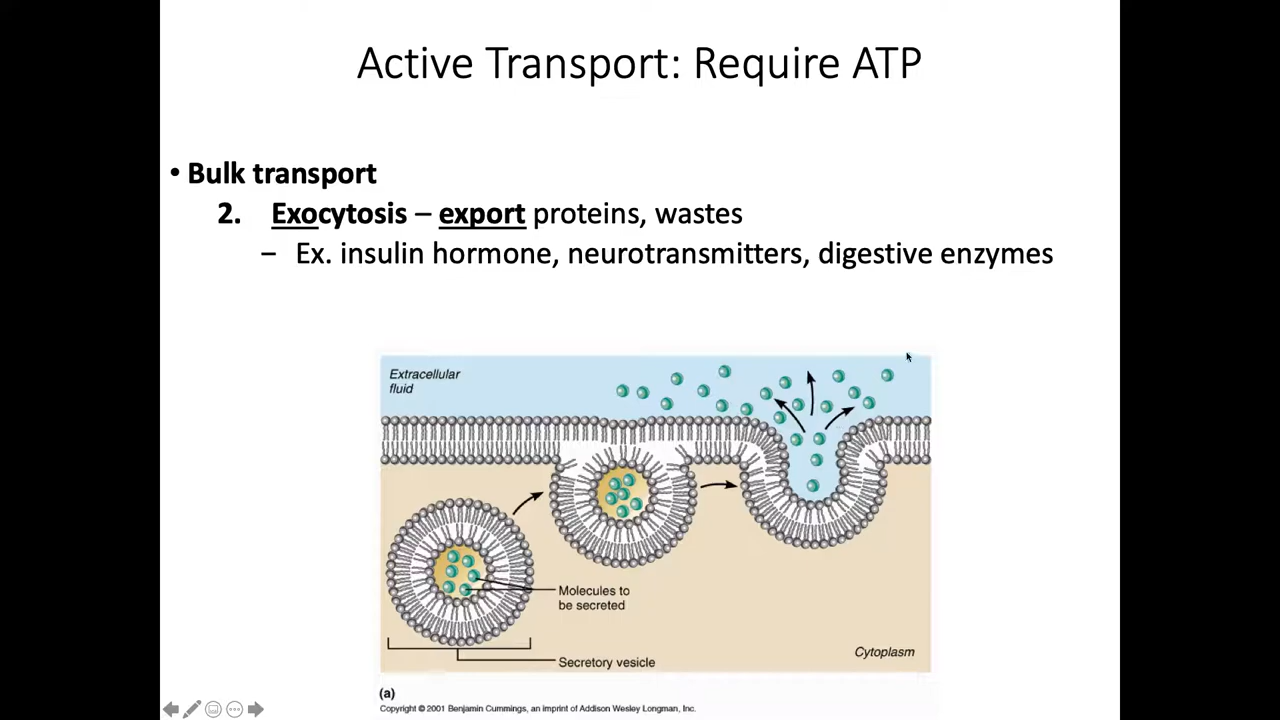 Active Transport: Require ATP
• Bulk transport
2. Exocytosis – export proteins, wastes
– Ex. insulin hormone, neurotransmitters, digestive enzymes
Extracellular
fluid
Molecules to
be secreted
Cytoplasm
Secretory vesicle
(a)
Copyright © 2001 Benjamin Cummings, an imprint of Addison Wesley Longman, Inc.